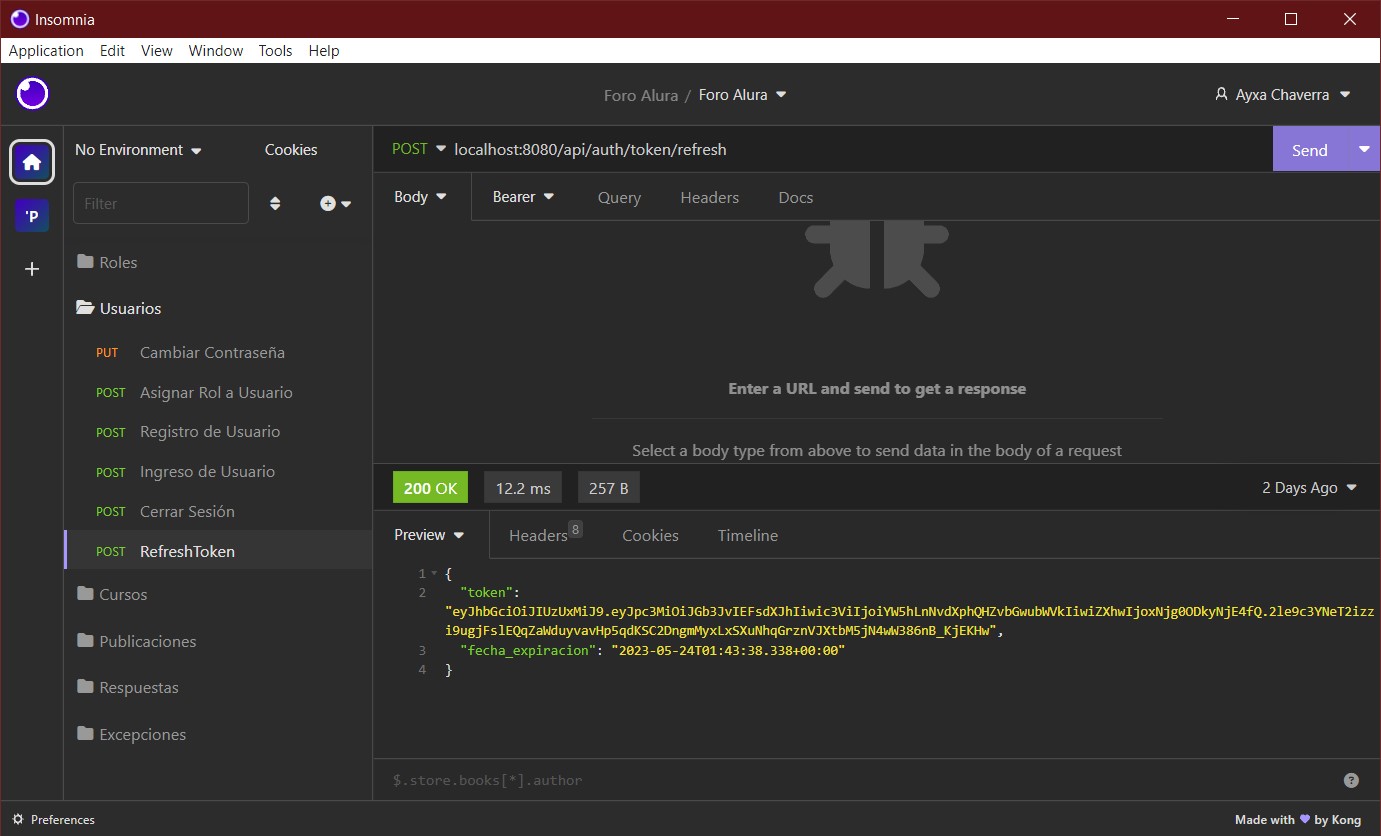 Insomnia
Application Edit View Window Tools Help
Foro Alura / Foro Alura
Ayxa Chaverra
No Environment
Cookies
POST localhost:8080/api/auth/token/refresh
Send
'P
Filter
Body
Bearer
Query
Headers
Docs
Roles
Usuarios
PUT Cambiar Contraseña
POST Asignar Rol a Usuario
POST Registro de Usuario
POST Ingreso de Usuario
POST Cerrar Sesión
POST RefreshToken
Cursos
Publicaciones
Respuestas
Excepciones
Enter a URL and send to get a response
Select a body type from above to send data in the body of a request
200 OK
12.2 ms
257 B
2 Days Ago
Preview
Headers 8
Cookies
Timeline
1 {
2 "token":
"eyJhbGciOiJIUzUxMiJ9.eyJpc3MiOiJGb3JvIEFsdXJhIiwic3ViIjoiYW5hLnNvdXphQHZvbGwubWVkIiwiZXhwIjoxNjg0ODkyNjE4fQ.2le9c3YNeT2izz
i9ugjFslEQqZaWduyvavHp5qdKSC2DngmMyxLxSXuNhqGrznVJXtbM5jN4wW386nB_KjEKHw",
3 "fecha_expiracion": "2023-05-24T01:43:38.338+00:00"
4 }
$.store.books[*].author
?
Preferences
Made with by Kong